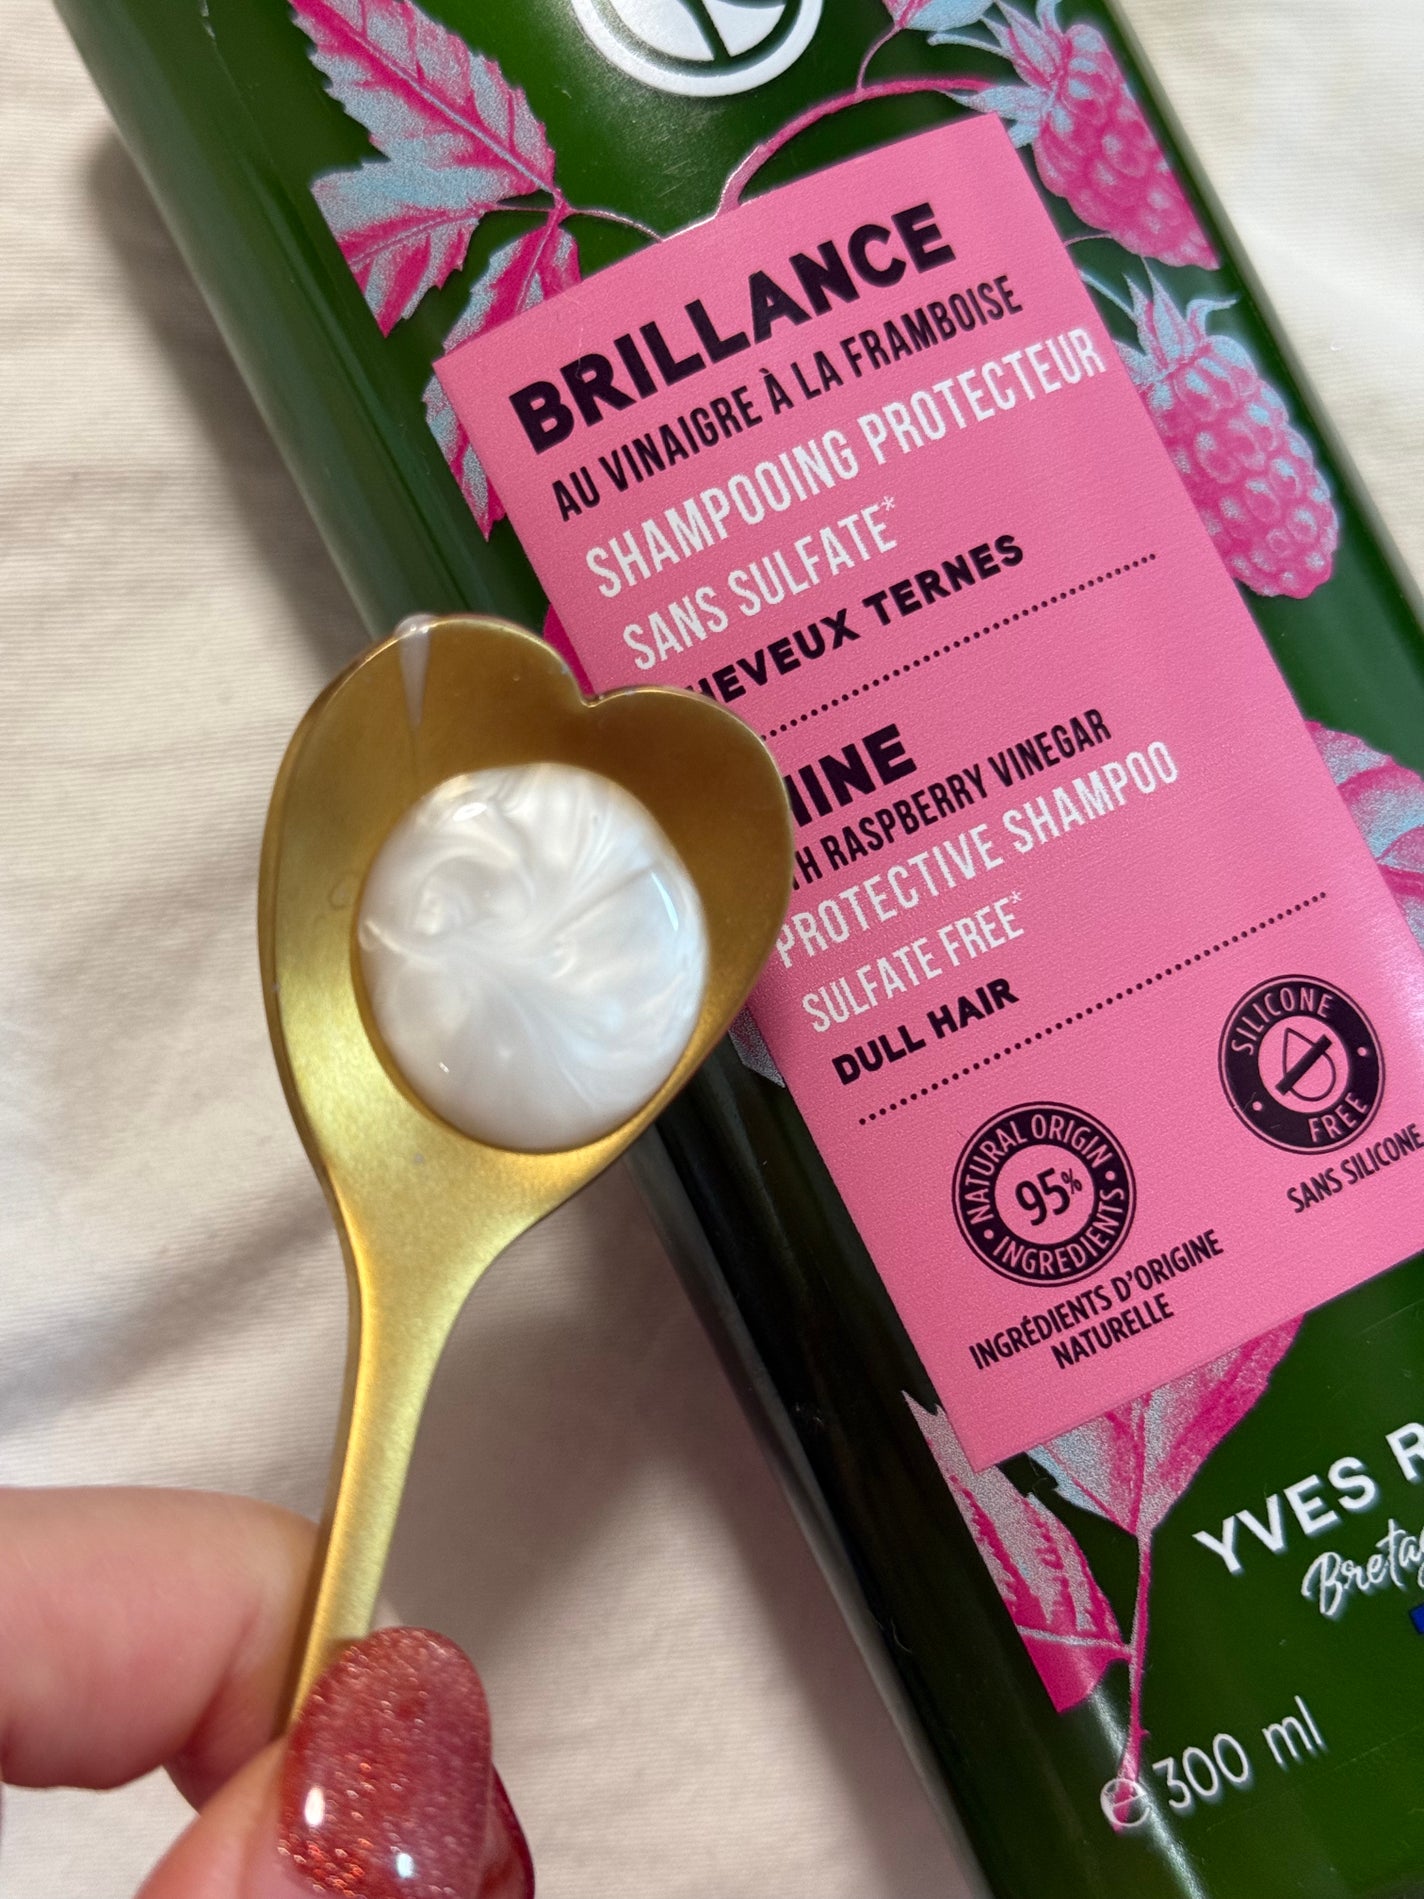 BRILLANCE
AU VINAIGRE À LA FRAMBOISE
SHAMPOOING PROTECTEUR
SANS SULFATE*
HEVEUX TERNES
HINE
TH RASPBERRY VINEGAR
PROTECTIVE SHAMPOO
SULFATE FREE*
DULL HAIR
NATURAL ORIGIN
95%
INGREDIENTS
INGRÉDIENTS D'ORIGINE
NATURELLE
SILICONE
FREE
SANS SILICONE
YVES R
Bretag
℮ 300 ml